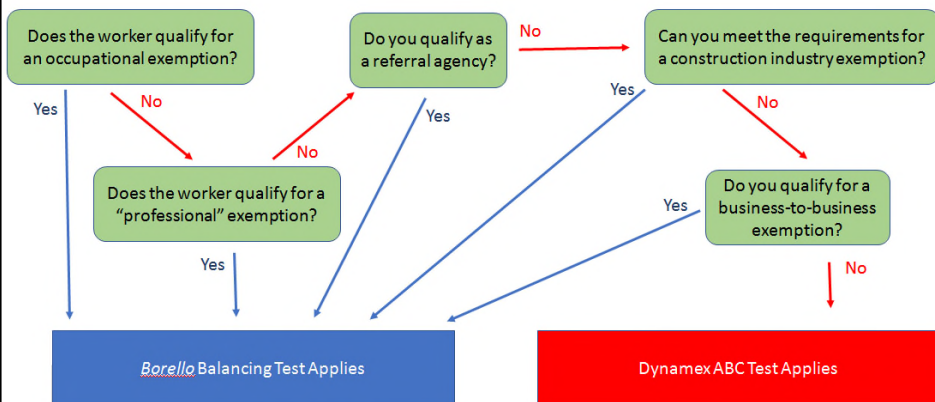 Does the worker qualify for
an occupational exemption?
Do you qualify as
a referral agency?
No
Can you meet the requirements for
a construction industry exemption?
Yes
No
Yes
Yes
No
No
Does the worker qualify for a
“professional” exemption?
Do you qualify for a
business-to-business
exemption?
Yes
Yes
No
Borello Balancing Test Applies
Dynamex ABC Test Applies